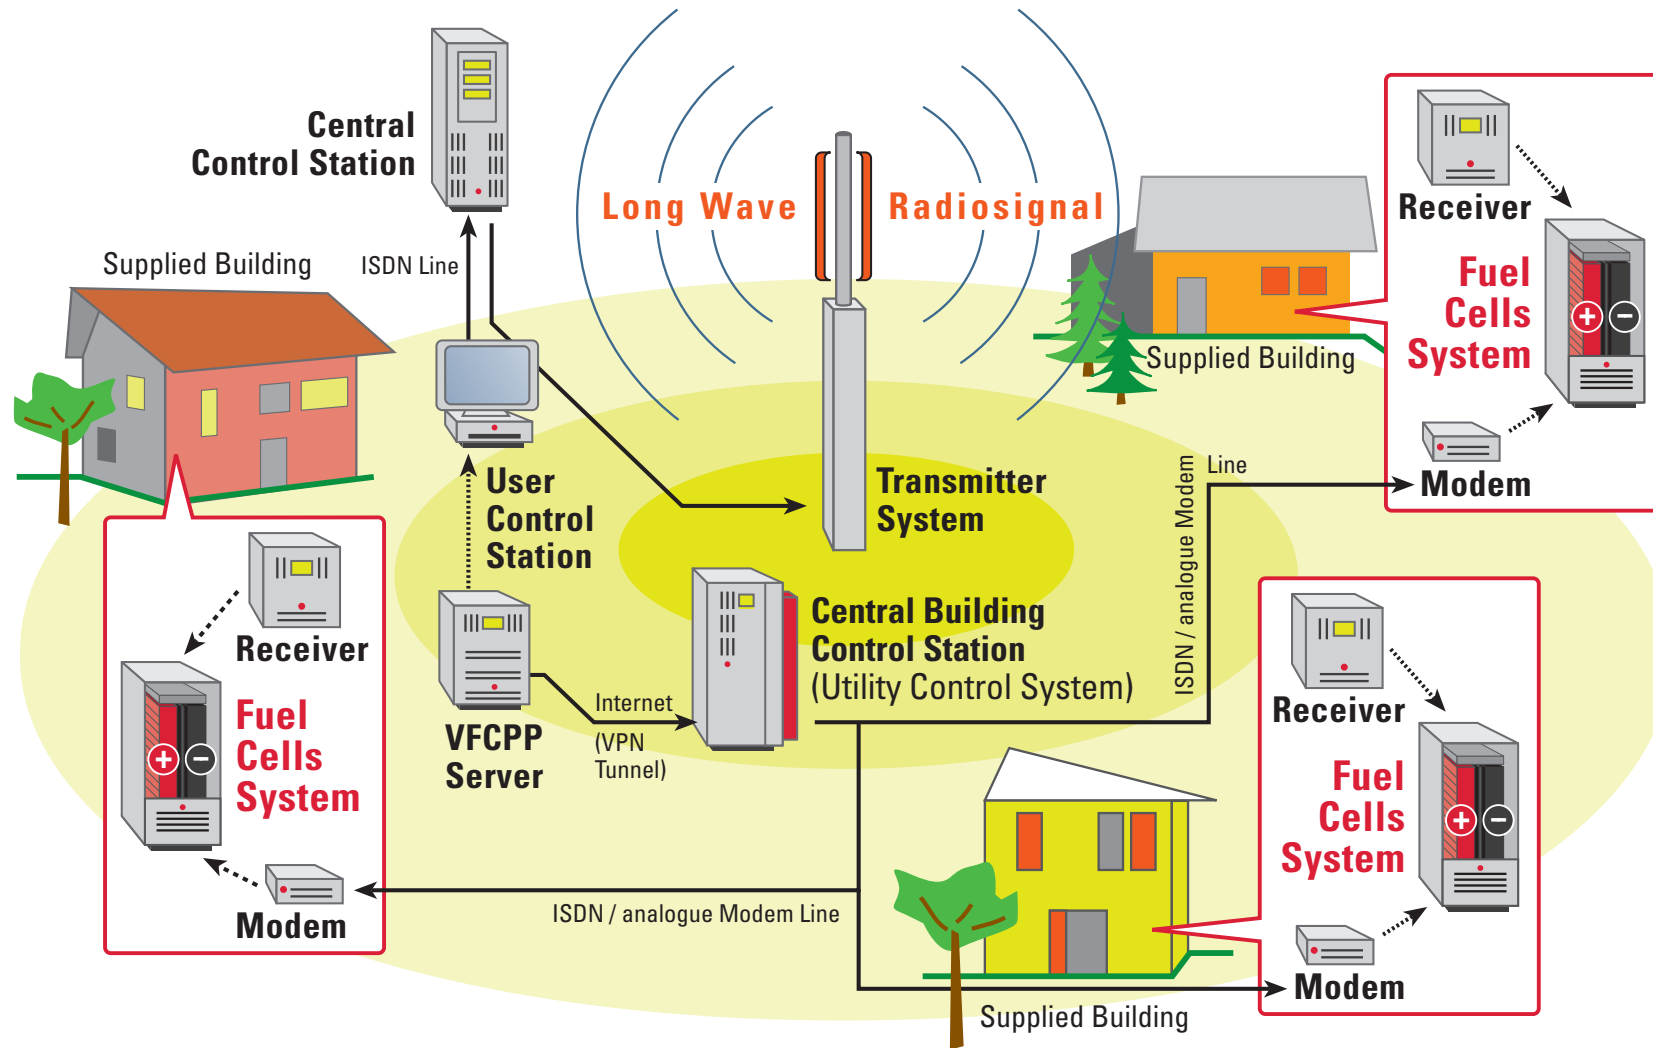 Central
Control Station
Long Wave
Radiosignal
Receiver
Fuel
Cells
System
Modem
Supplied Building
ISDN Line
Supplied Building
User
Control
Station
Transmitter
System
ISDN / analogue Modem Line
Receiver
Fuel
Cells
System
Modem
VFCPP
Server
Internet
(VPN
Tunnel)
Central Building
Control Station
(Utility Control System)
Receiver
Fuel
Cells
System
Modem
ISDN / analogue Modem Line
Supplied Building